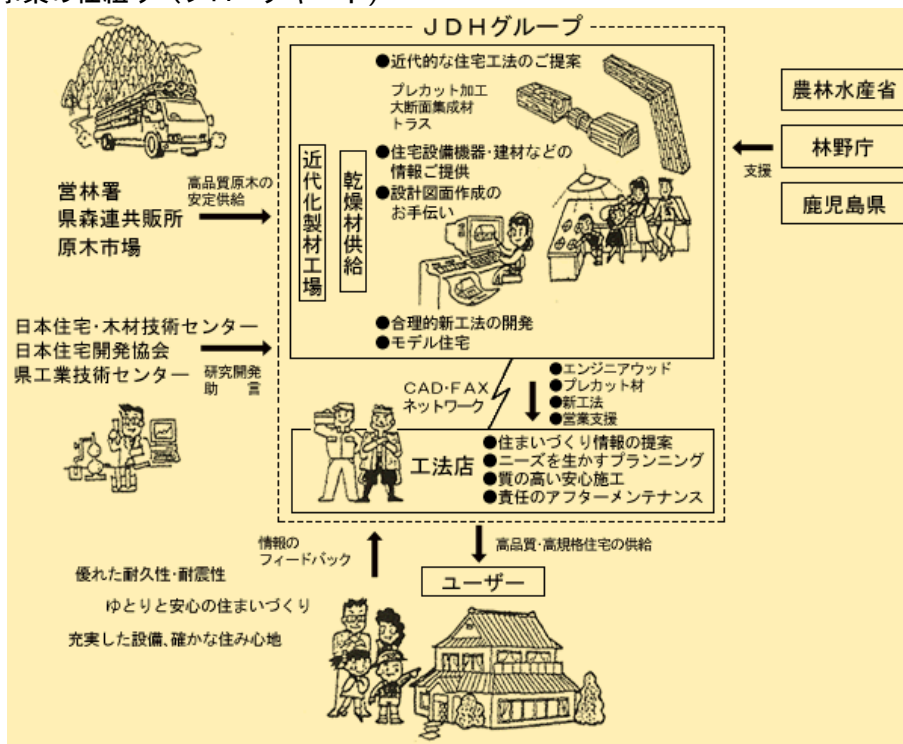 JDHグループ
●近代的な住宅工法のご提案
プレカット加工
大断面集成材
トラス
●住宅設備機器・建材などの
情報ご提供
●設計図面作成の
お手伝い
近代化製材工場
乾燥材供給
●合理的新工法の開発
●モデル住宅
農林水産省
林野庁
鹿児島県
支援
営林署
県森連共販所
原木市場
高品質原木の
安定供給
日本住宅・木材技術センター
日本住宅開発協会
県工業技術センター
研究開発
助 言
CAD・FAX
ネットワーク
●エンジニアウッド
●プレカット材
●新工法
●営業支援
工法店
●住まいづくり情報の提案
●ニーズを生かすプランニング
●質の高い安心施工
●責任のアフターメンテナンス
情報の
フィードバック
高品質・高規格住宅の供給
ユーザー
優れた耐久性・耐震性
ゆとりと安心の住まいづくり
充実した設備、確かな住み心地